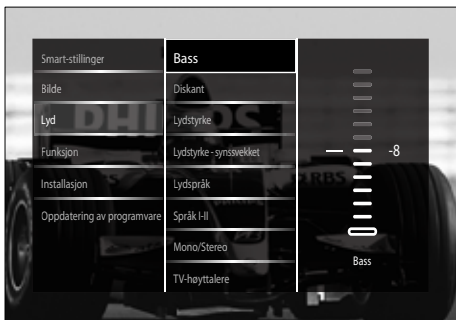 Smart-stillinger
Bilde
Lyd
Funksjon
Installasjon
Oppdatering av programvare
Bass
Diskant
Lydstyrke
Lydstyrke - synssvekket
Lydspråk
Språk I-II
Mono/Stereo
TV-høyttalere
-8
Bass
RBS